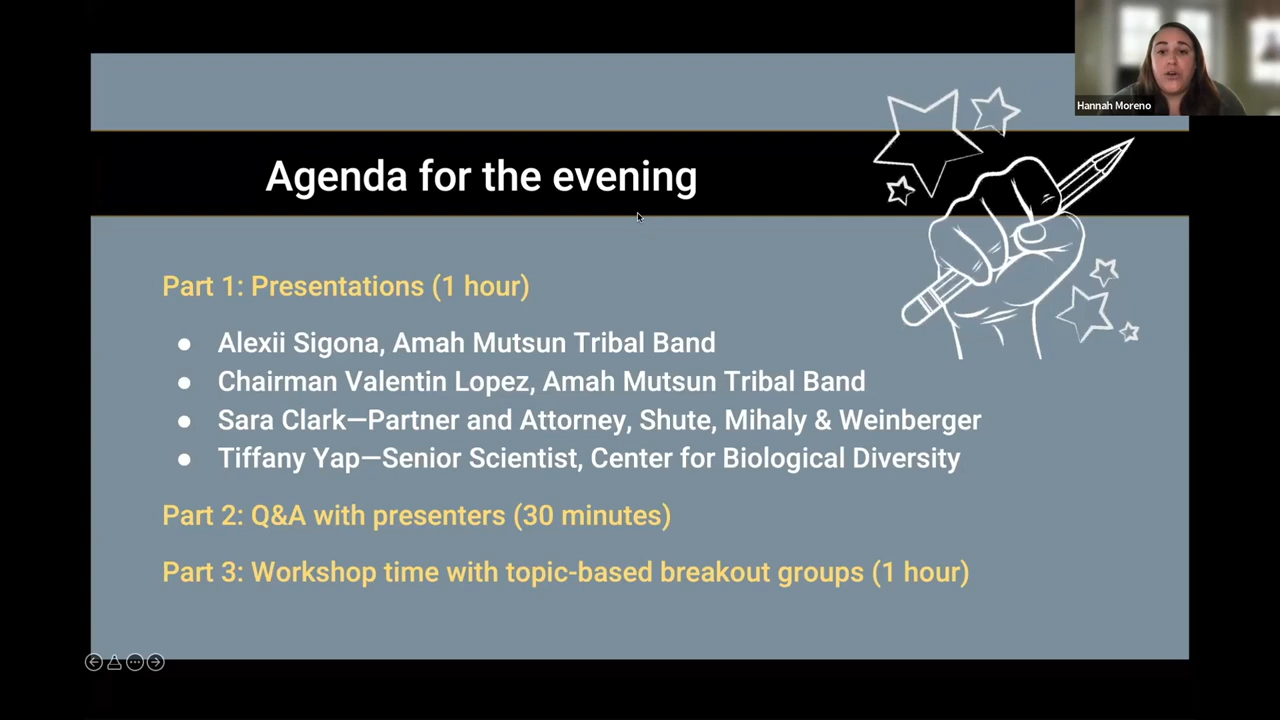 Hannah Moreno
Agenda for the evening
Part 1: Presentations (1 hour)
● Alexii Sigona, Amah Mutsun Tribal Band
● Chairman Valentin Lopez, Amah Mutsun Tribal Band
● Sara Clark—Partner and Attorney, Shute, Mihaly & Weinberger
● Tiffany Yap—Senior Scientist, Center for Biological Diversity
Part 2: Q&A with presenters (30 minutes)
Part 3: Workshop time with topic-based breakout groups (1 hour)